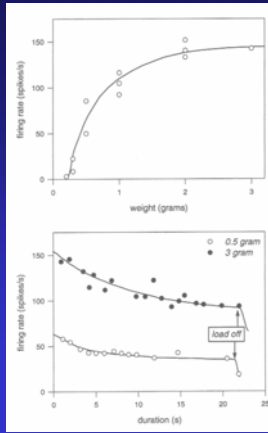 firing rate (spikes/s)
150
100
50
0
0
1
2
3
weight (grams)
firing rate (spikes/s)
150
100
50
0
0.5 gram
3 gram
load off
0
5
10
15
20
25
duration (s)